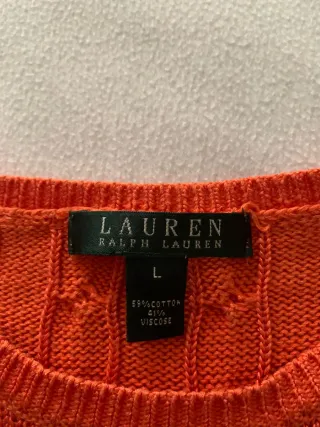 LAUREN
RALPH LAUREN
L
59% COTTON
41%
VISCOSE